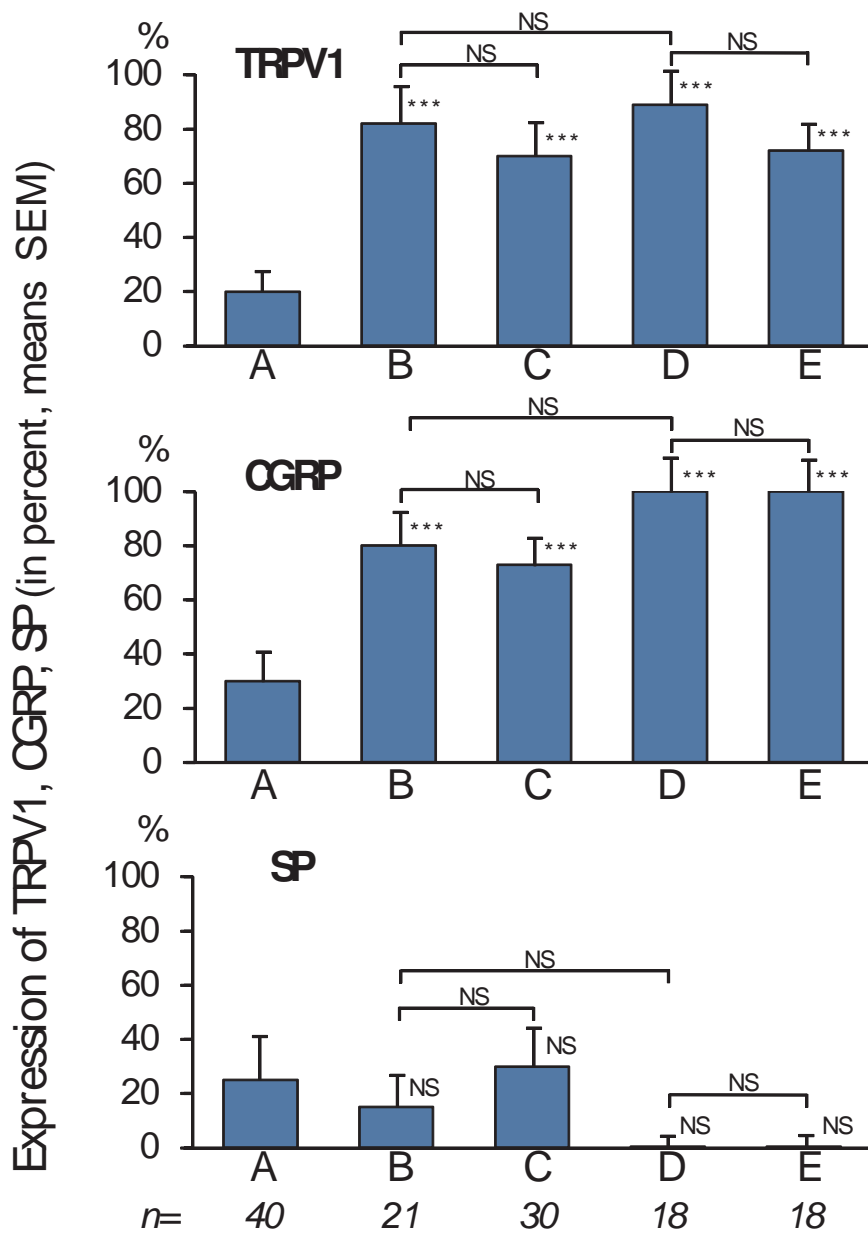 Expression of TRPV1, CGRP, SP (in percent, means SEM)
%
TRPV1
NS
NS
NS
100
80
60
40
20
0
***
***
***
***
A B C D E
%
CGRP
NS
NS
NS
100
80
60
40
20
0
***
***
***
***
A B C D E
%
SP
100
80
60
40
20
0
NS
NS
NS
NS
NS
NS
NS
A B C D E
n= 40 21 30 18 18